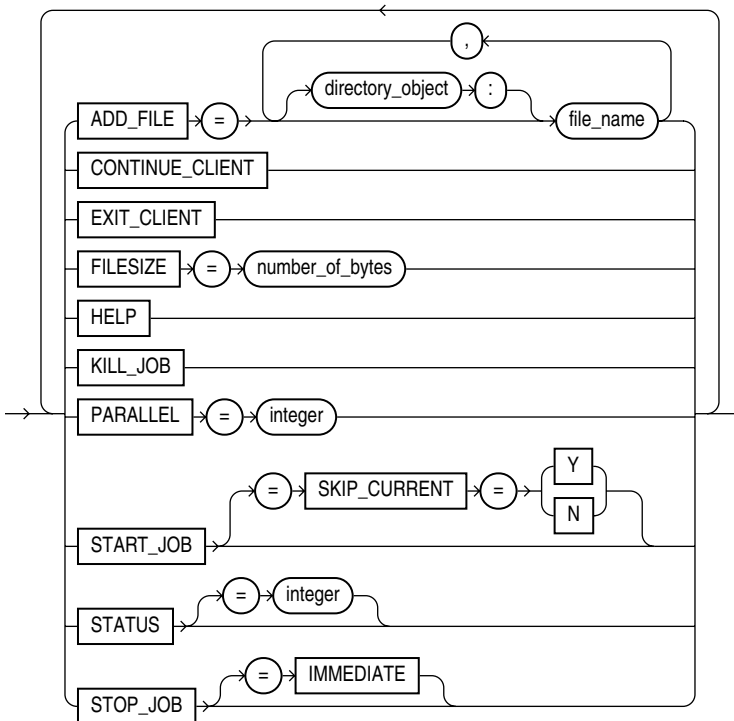 ,
directory_object :
ADD_FILE = file_name
CONTINUE_CLIENT
EXIT_CLIENT
FILESIZE = number_of_bytes
HELP
KILL_JOB
PARALLEL = integer
Y
= SKIP_CURRENT =
N
START_JOB
= integer
STATUS
= IMMEDIATE
STOP_JOB